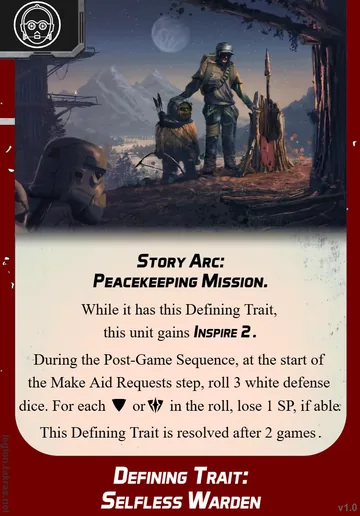 STORY ARC:
PEACEKEEPING MISSION.
While it has this Defining Trait,
this unit gains INSPIRE 2.
During the Post-Game Sequence, at the start of
the Make Aid Requests step, roll 3 white defense
dice. For each or in the roll, lose 1 SP, if able.
This Defining Trait is resolved after 2 games.
DEFINING TRAIT:
SELFLESS WARDEN
v1.0
legion.takras.net